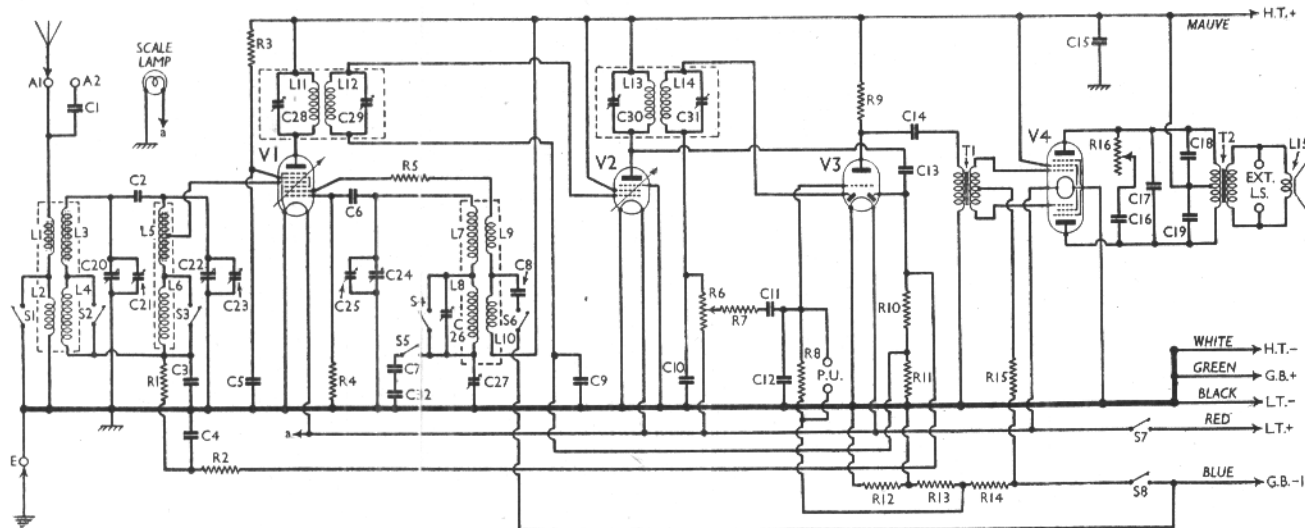 H.T.+
MAUVE
R3
C15
SCALE
LAMP
A1
A2
C1
a
L11
L12
C28
C29
L13
L14
C30
C31
R9
C14
V1
V2
V3
V4
T1
T2
R16
C18
L15
EXT.
L.S.
C17
C16
C19
C13
R5
C2
C6
L1
L3
L5
L7
L9
C20
C21
C22
C23
C24
C25
C8
L2
L4
L6
L8
L10
S1
S2
S3
S4
S5
S6
C26
R6
R7
C11
R10
R8
P.U.
R1
C3
C5
R4
C7
C32
C27
C9
C10
C12
R11
R15
WHITE
H.T.–
GREEN
G.B.+
BLACK
L.T.–
RED
L.T.+
S7
a
C4
E
R2
R12
R13
R14
S8
BLUE
G.B.–1